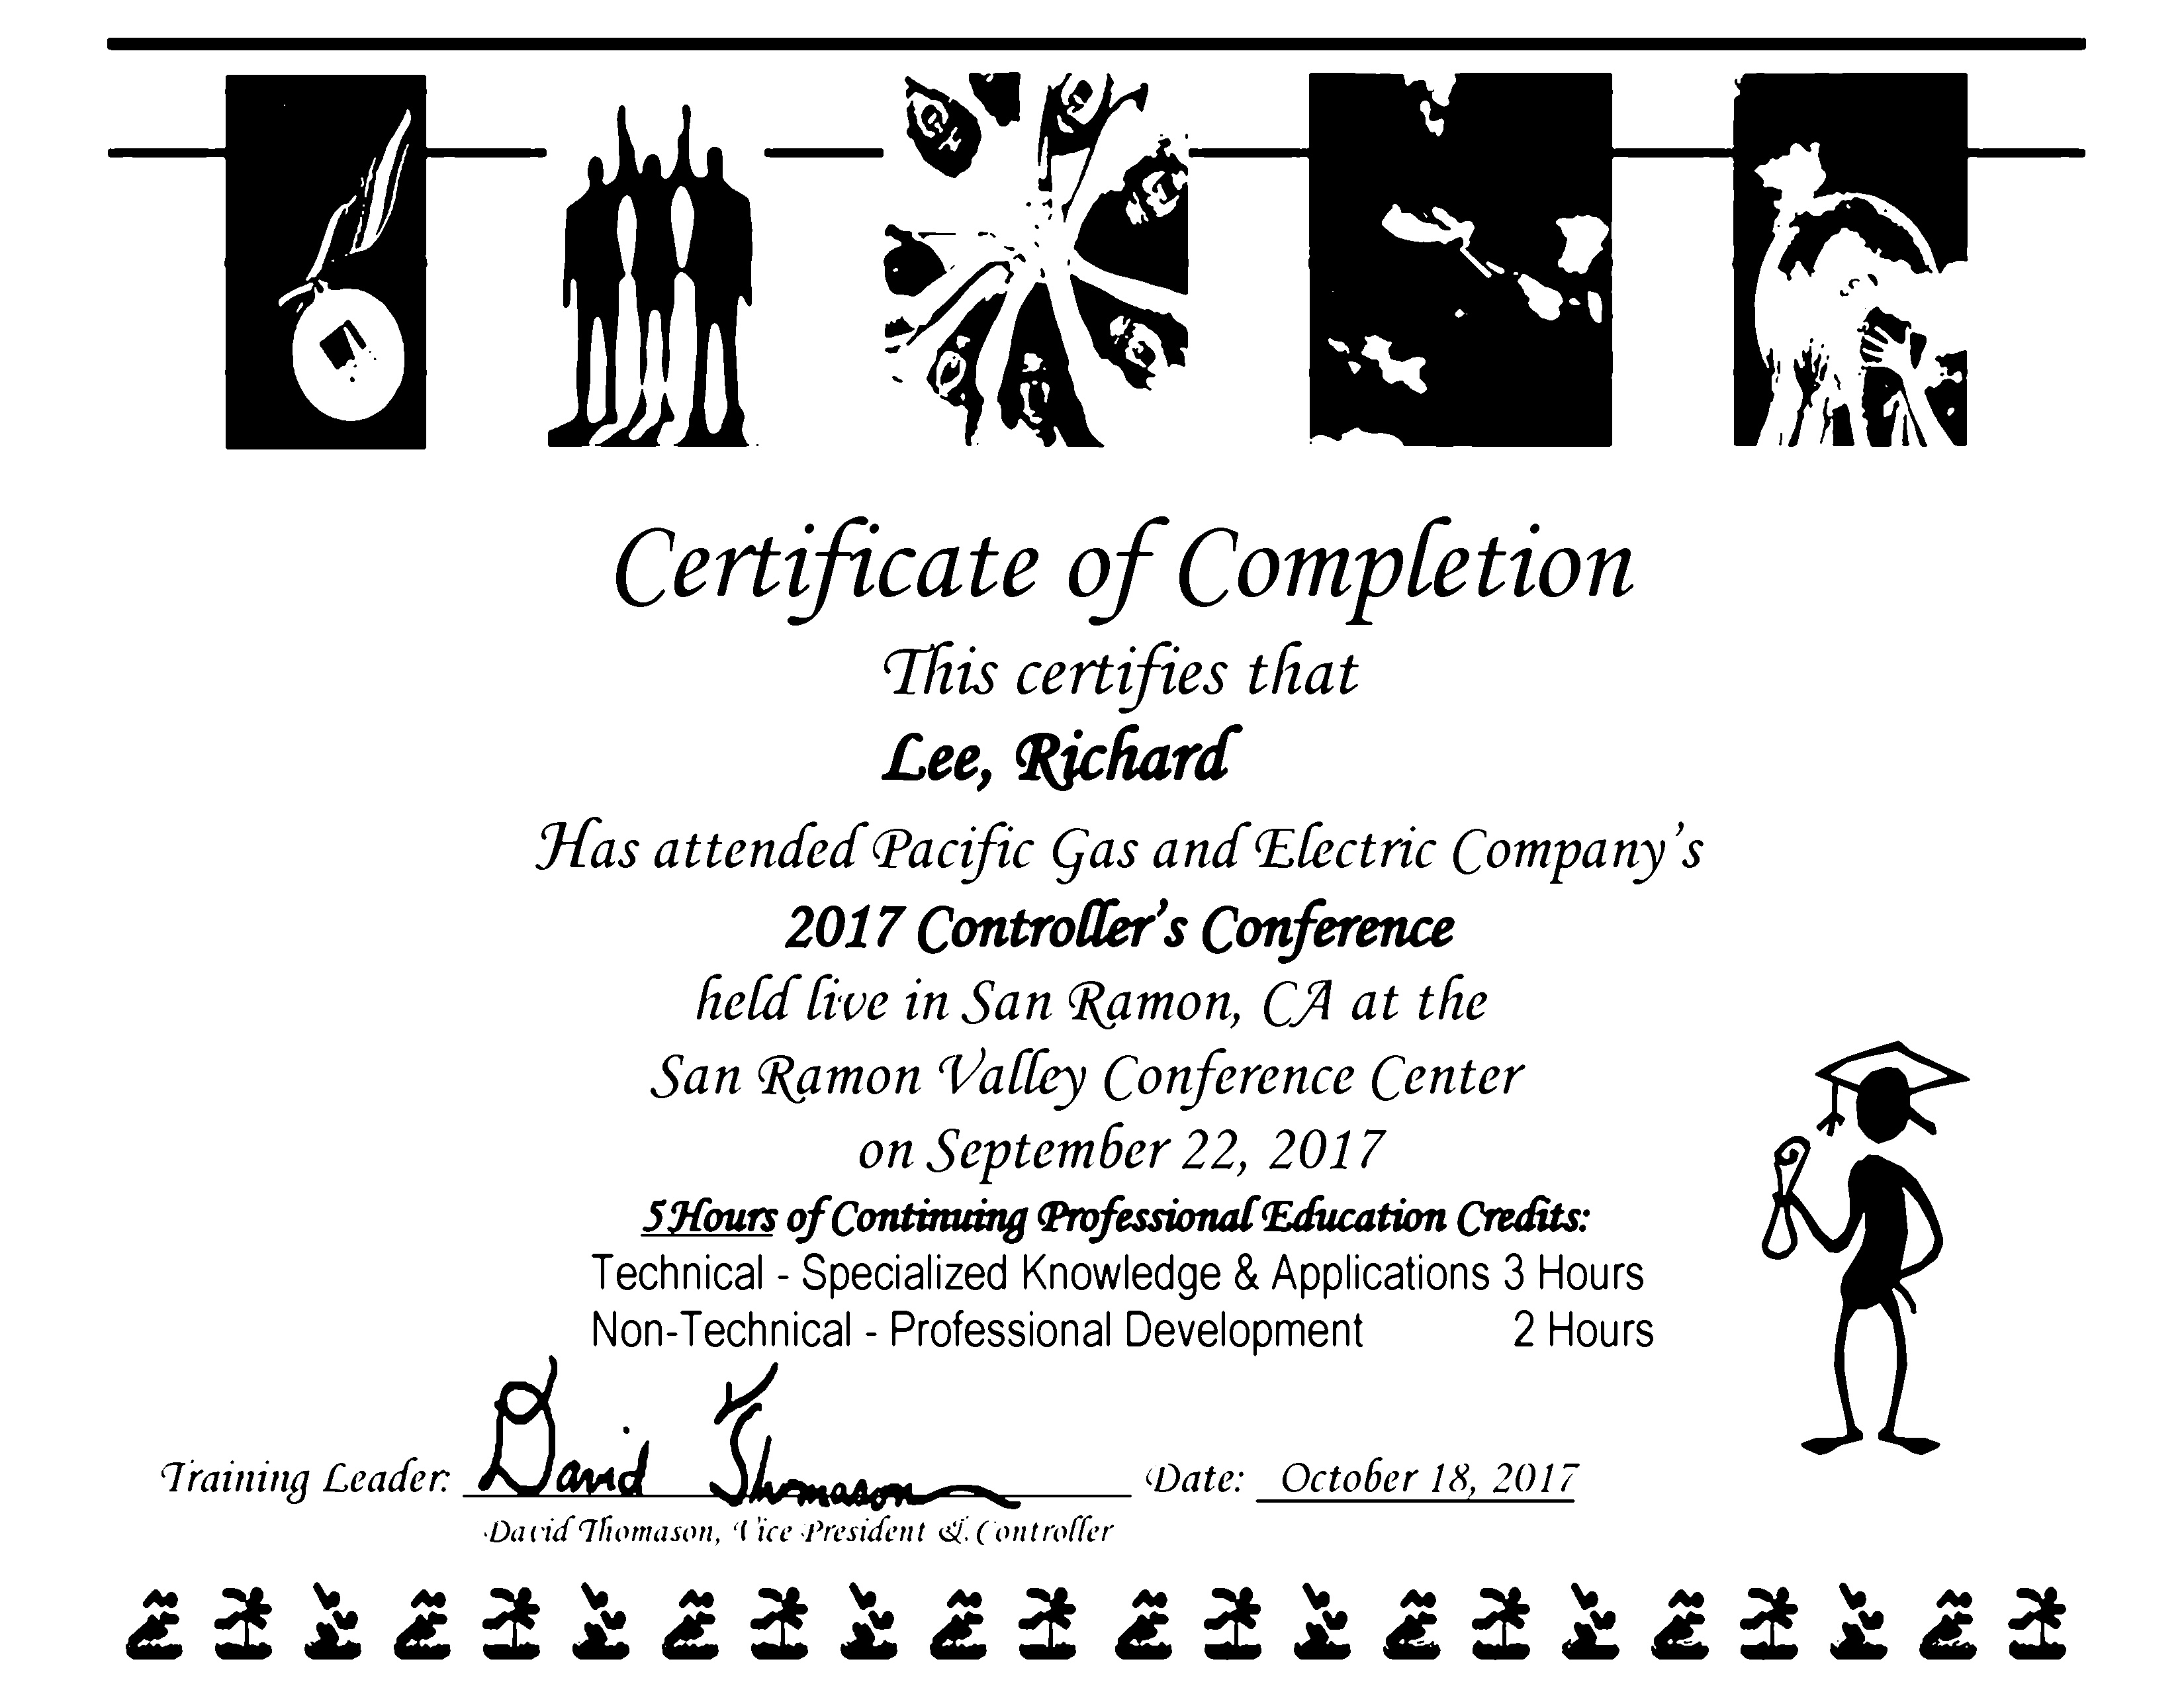 Certificate of Completion
This certifies that
Lee, Richard
Has attended Pacific Gas and Electric Company's
2017 Controller's Conference
held live in San Ramon, CA at the
San Ramon Valley Conference Center
on September 22, 2017
5 Hours of Continuing Professional Education Credits:
Technical - Specialized Knowledge & Applications 3 Hours
Non-Technical - Professional Development 2 Hours
Training Leader: David Thomason Date: October 18, 2017
David Thomason, Vice President & Controller